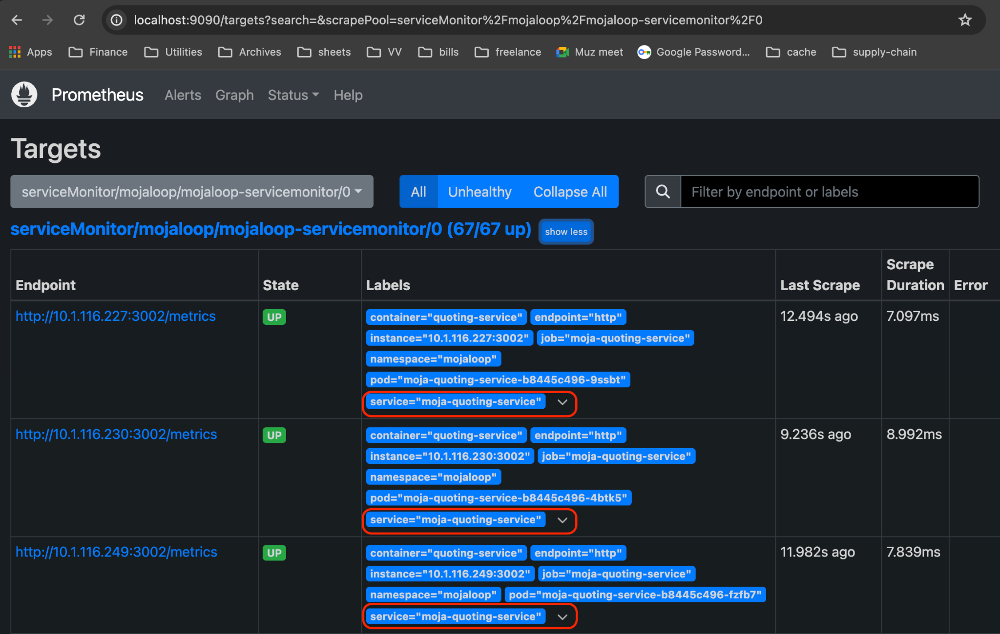 localhost:9090/targets?search=&scrapePool=serviceMonitor%2Fmojaloop%2Fmojaloop-servicemonitor%2F0
Apps Finance Utilities Archives sheets VV bills freelance Muz meet Google Password... cache supply-chain
Prometheus Alerts Graph Status Help
Targets
serviceMonitor/mojaloop/mojaloop-servicemonitor/0 All Unhealthy Collapse All Filter by endpoint or labels
serviceMonitor/mojaloop/mojaloop-servicemonitor/0 (67/67 up) show less
Endpoint State Labels Last Scrape Scrape Duration Error
http://10.1.116.227:3002/metrics UP container="quoting-service" endpoint="http" 12.494s ago 7.097ms
instance="10.1.116.227:3002" job="moja-quoting-service"
namespace="mojaloop"
pod="moja-quoting-service-b8445c496-9ssbt"
service="moja-quoting-service"
http://10.1.116.230:3002/metrics UP container="quoting-service" endpoint="http" 9.236s ago 8.992ms
instance="10.1.116.230:3002" job="moja-quoting-service"
namespace="mojaloop"
pod="moja-quoting-service-b8445c496-4btk5"
service="moja-quoting-service"
http://10.1.116.249:3002/metrics UP container="quoting-service" endpoint="http" 11.982s ago 7.839ms
instance="10.1.116.249:3002" job="moja-quoting-service"
namespace="mojaloop" pod="moja-quoting-service-b8445c496-fzfb7"
service="moja-quoting-service"